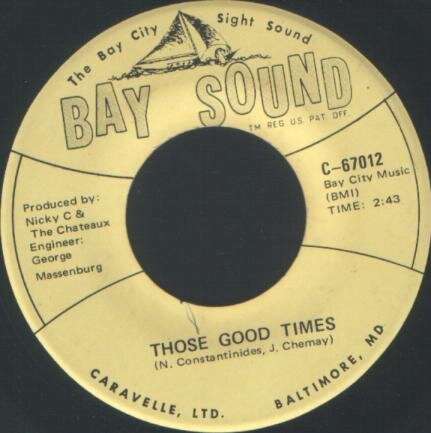 The Bay City Sight Sound
BAY SOUND
TM REG US. PAT. OFF.
C-67012
Bay City Music
(BMI)
TIME: 2:43
Produced by:
Nicky C &
The Chateaux
Engineer:
George
Massenburg
THOSE GOOD TIMES
(N. Constantinides, J. Chemay)
CARAVELLE, LTD. BALTIMORE, MD